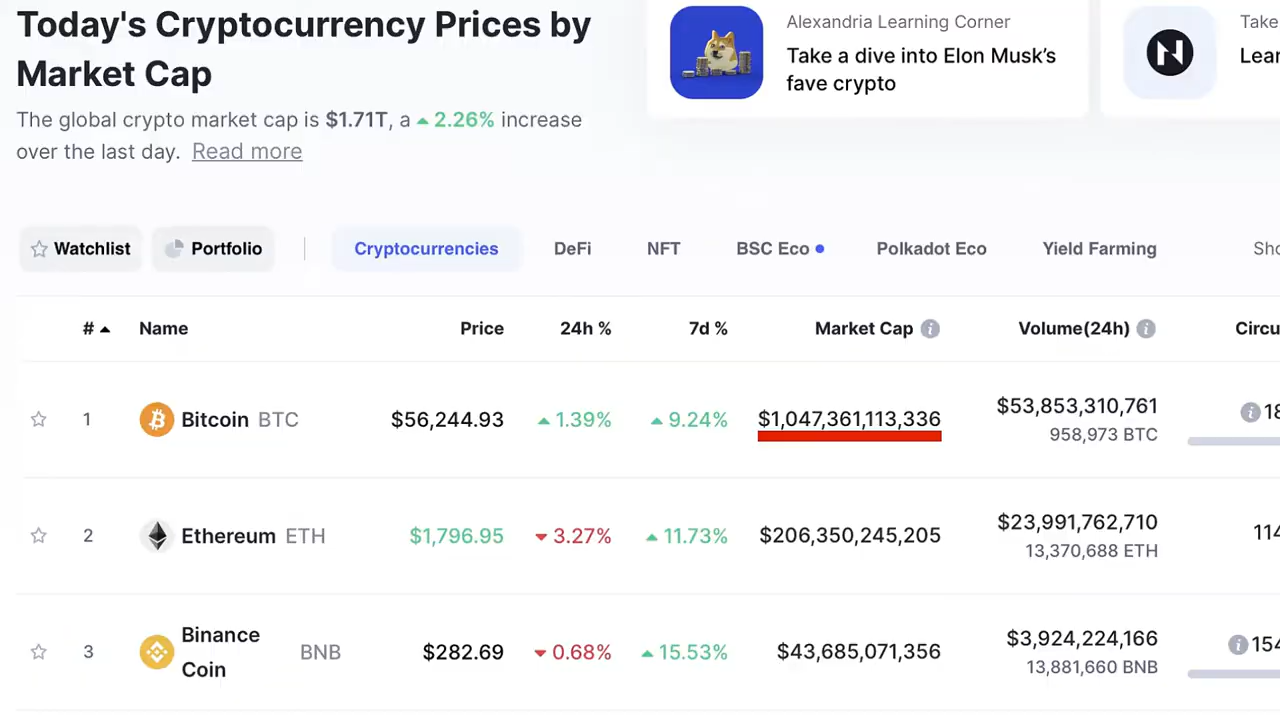 Today's Cryptocurrency Prices by
Market Cap
The global crypto market cap is $1.71T, a 2.26% increase
over the last day. Read more
Alexandria Learning Corner
Take a dive into Elon Musk's
fave crypto
Take
Watchlist Portfolio Cryptocurrencies DeFi NFT BSC Eco Polkadot Eco Yield Farming
# Name Price 24h % 7d % Market Cap Volume(24h)
1 Bitcoin BTC $56,244.93 1.39% 9.24% $1,047,361,113,336 $53,853,310,761
958,973 BTC
2 Ethereum ETH $1,796.95 3.27% 11.73% $206,350,245,205 $23,991,762,710
13,370,688 ETH
3 Binance
Coin BNB $282.69 0.68% 15.53% $43,685,071,356 $3,924,224,166
13,881,660 BNB